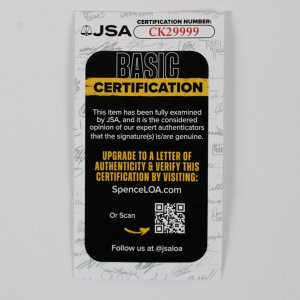 JSA
CERTIFICATION NUMBER:
CK29999
BASIC
CERTIFICATION
This item has been fully examined
by JSA, and it is the considered
opinion of our expert authenticators
that the signature(s) is/are genuine.
UPGRADE TO A LETTER OF
AUTHENTICITY & VERIFY THIS
CERTIFICATION BY VISITING:
SpenceLOA.com
Or Scan
Follow us at @jsaloa